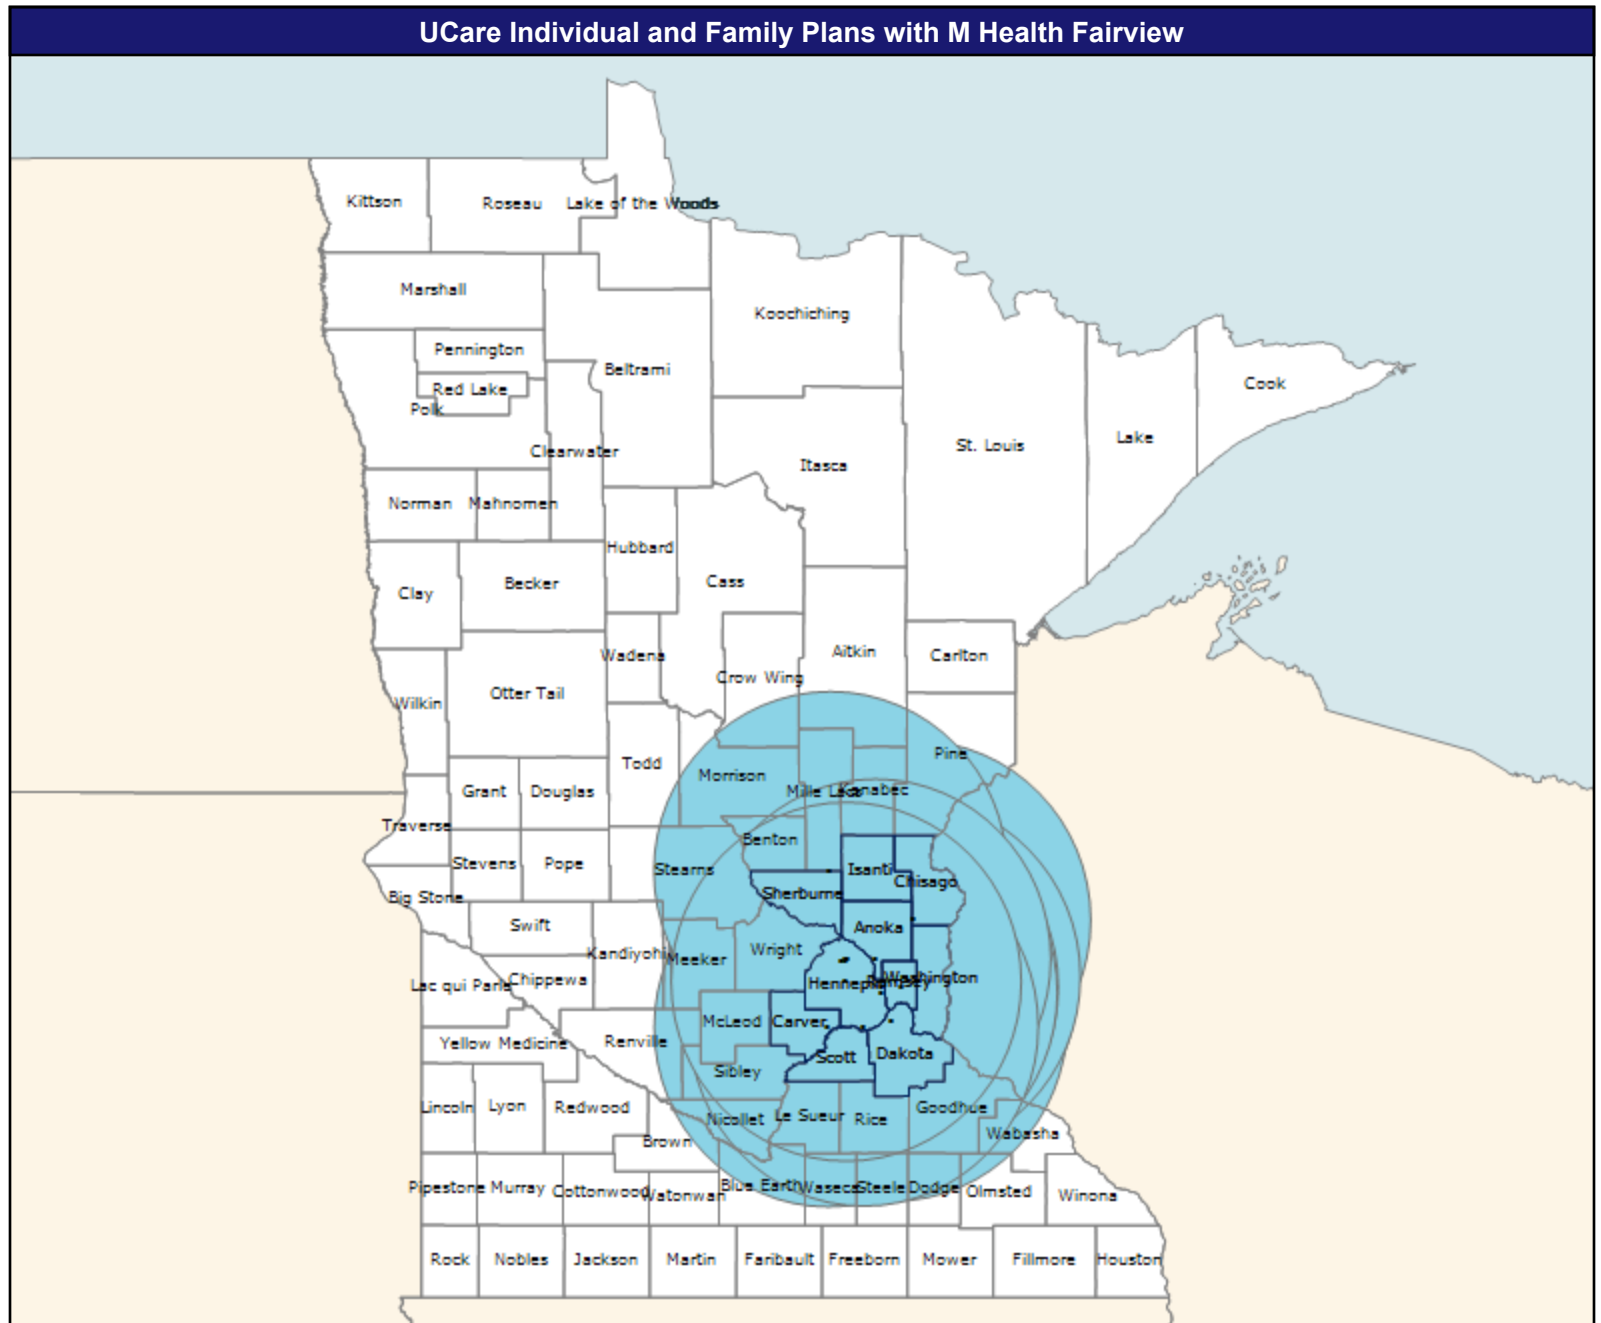 UCare Individual and Family Plans with M Health Fairview
Kittson
Roseau
Lake of the Woods
Marshall
Koochiching
Pennington
Beltrami
Red Lake
Cook
Polk
Lake
St. Louis
Clearwater
Itasca
Norman
Mahnomen
Hubbard
Cass
Becker
Clay
Aitkin
Wadena
Carlton
Crow Wing
Otter Tail
Wilkin
Pine
Todd
Morrison
Grant
Douglas
Mille Lacs
Kanabec
Traverse
Benton
Stevens
Pope
Stearns
Isanti
Chisago
Sherburne
Big Stone
Swift
Anoka
Wright
Kandiyohi
Meeker
Chippewa
Washington
Hennepin
Ramsey
Lac qui Parle
McLeod
Carver
Renville
Yellow Medicine
Dakota
Scott
Sibley
Lincoln
Lyon
Redwood
Goodhue
Nicollet
Le Sueur
Rice
Wabasha
Brown
Pipestone
Murray
Cottonwood
Watonwan
Blue Earth
Waseca
Steele
Dodge
Olmsted
Winona
Rock
Nobles
Jackson
Martin
Faribault
Freeborn
Mower
Fillmore
Houston